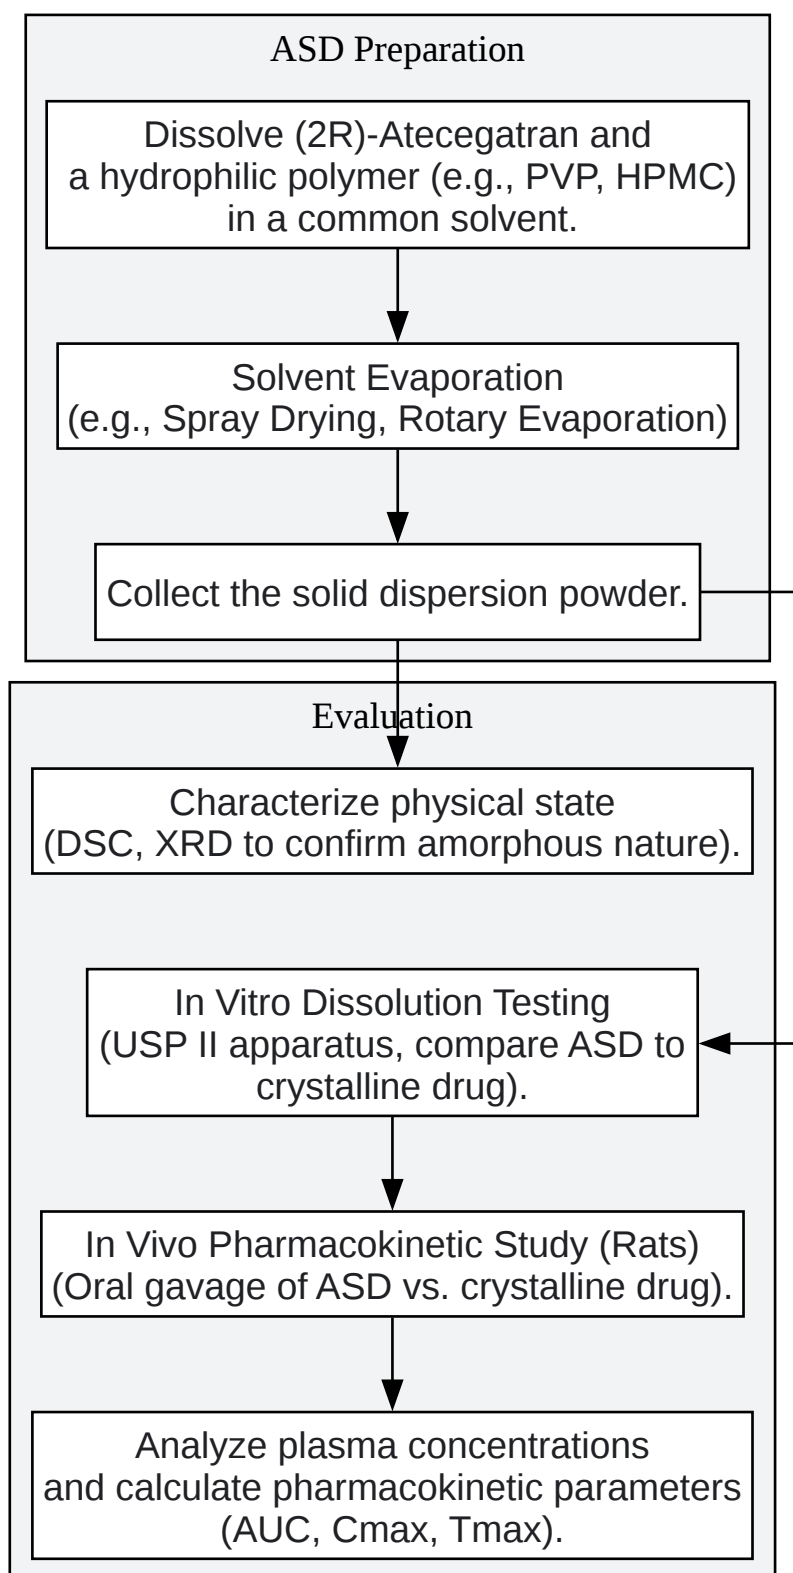 ASD Preparation
Dissolve (2R)-Atecegatran and
a hydrophilic polymer (e.g., PVP, HPMC)
in a common solvent.
Solvent Evaporation
(e.g., Spray Drying, Rotary Evaporation)
Collect the solid dispersion powder.
Evaluation
Characterize physical state
(DSC, XRD to confirm amorphous nature).
In Vitro Dissolution Testing
(USP II apparatus, compare ASD to
crystalline drug).
In Vivo Pharmacokinetic Study (Rats)
(Oral gavage of ASD vs. crystalline drug).
Analyze plasma concentrations
and calculate pharmacokinetic parameters
(AUC, Cmax, Tmax).